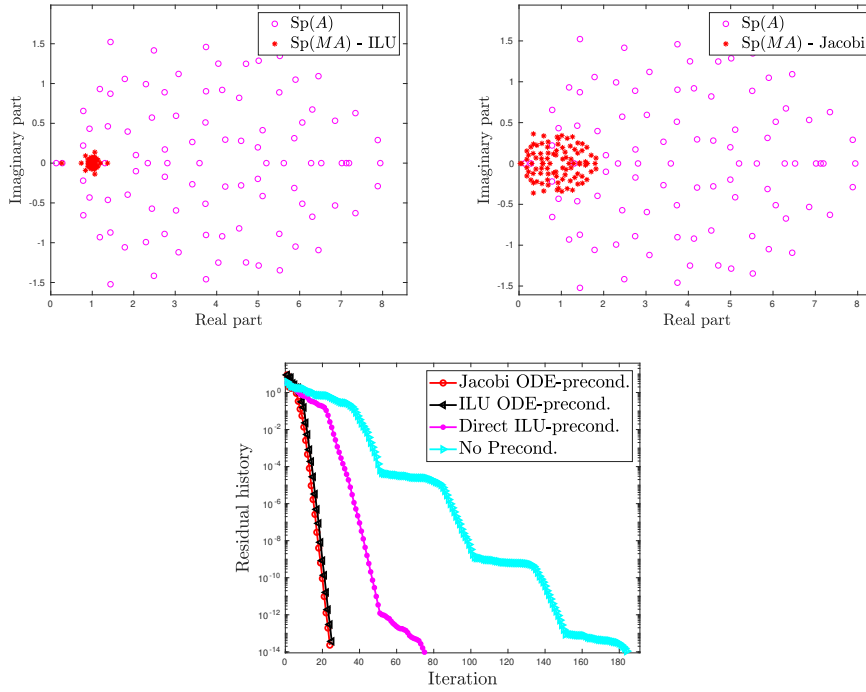 Sp(A)
Sp(MA) - ILU
1.5
1
0.5
0
-0.5
-1
-1.5
Imaginary part
0 1 2 3 4 5 6 7 8
Real part
Sp(A)
Sp(MA) - Jacobi
1.5
1
0.5
0
-0.5
-1
-1.5
Imaginary part
0 1 2 3 4 5 6 7 8
Real part
Jacobi ODE-precond.
ILU ODE-precond.
Direct ILU-precond.
No Precond.
10^0
10^-2
10^-4
10^-6
10^-8
10^-10
10^-12
10^-14
Residual history
0 20 40 60 80 100 120 140 160 180
Iteration